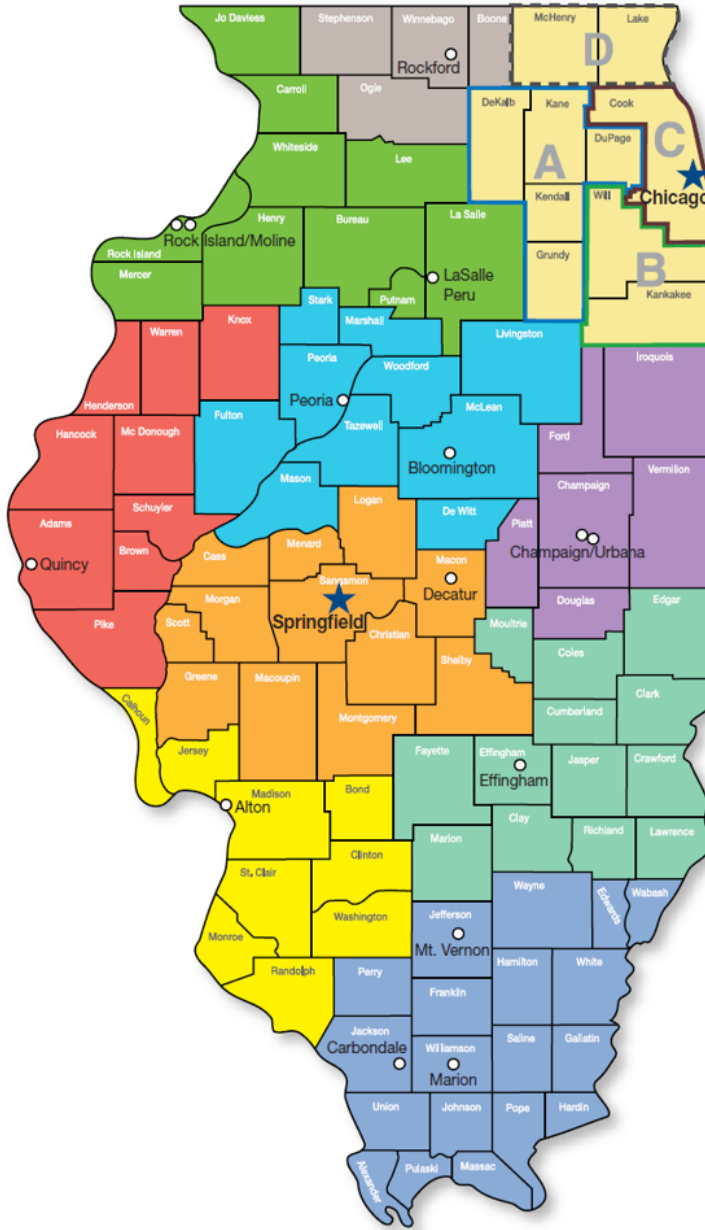 Jo Daviess
Stephenson
Winnebago
Boone
McHenry
Lake
D
Rockford
Carroll
Ogle
DeKalb
Kane
Cook
C
Whiteside
Lee
A
DuPage
Chicago
Kendall
Will
Henry
Bureau
La Salle
Rock Island/Moline
Rock Island
Grundy
B
Mercer
LaSalle
Peru
Putnam
Kankakee
Stark
Marshall
Knox
Warren
Livingston
Peoria
Woodford
Iroquois
Peoria
Henderson
McLean
Fulton
Tazewell
Hancock
Mc Donough
Ford
Bloomington
Vermilion
Mason
Champaign
Logan
Schuyler
De Witt
Piatt
Adams
Champaign/Urbana
Menard
Brown
Cass
Macon
Quincy
Sangamon
Decatur
Morgan
Douglas
Edgar
Scott
Springfield
Moultrie
Pike
Christian
Coles
Shelby
Greene
Macoupin
Clark
Calhoun
Montgomery
Cumberland
Jersey
Fayette
Effingham
Jasper
Crawford
Effingham
Madison
Bond
Alton
Clay
Richland
Lawrence
Marion
Clinton
St. Clair
Wayne
Edwards
Wabash
Washington
Jefferson
Monroe
Mt. Vernon
Hamilton
White
Randolph
Perry
Franklin
Jackson
Carbondale
Williamson
Saline
Gallatin
Marion
Union
Johnson
Pope
Hardin
Alexander
Pulaski
Massac